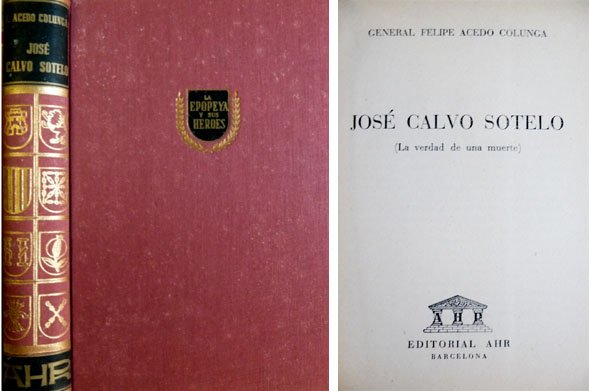 ACEDO COLUNGA
JOSÉ
CALVO SOTELO
AHR
LA
EPOPEYA
Y SUS
HEROES
GENERAL FELIPE ACEDO COLUNGA
JOSÉ CALVO SOTELO
(La verdad de una muerte)
A H R
EDITORIAL AHR
BARCELONA